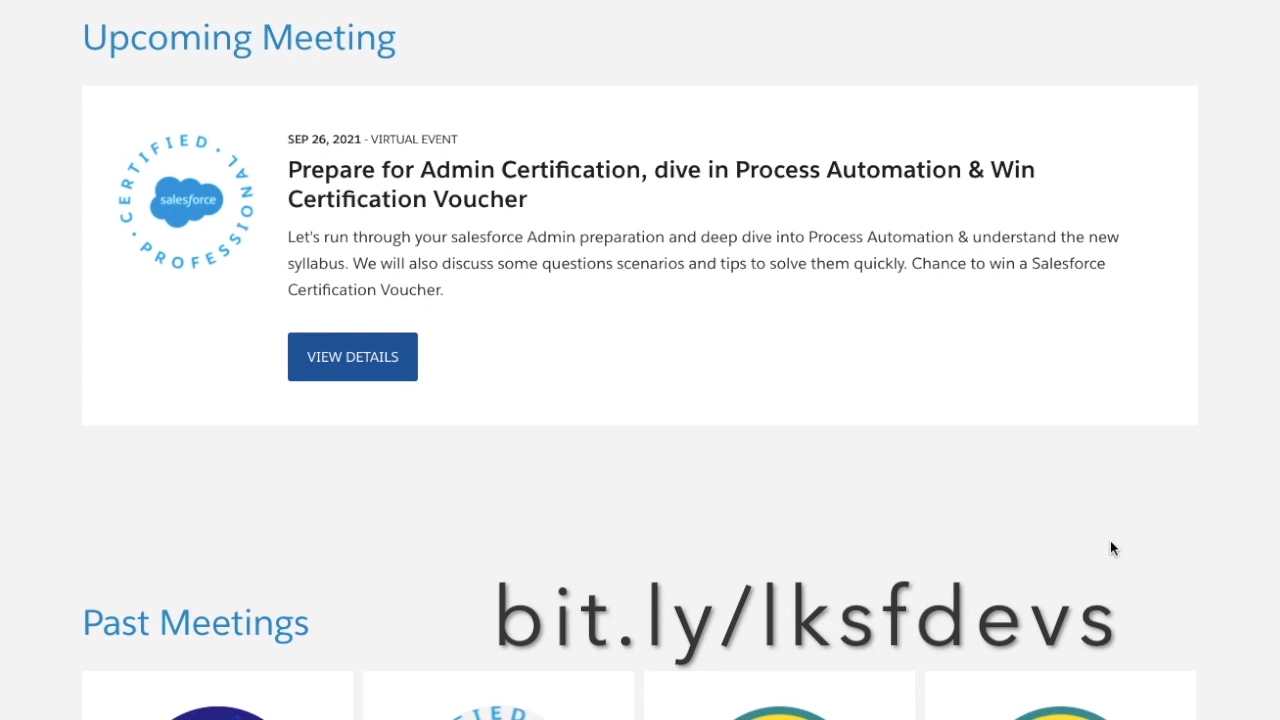 Upcoming Meeting
CERTIFIED · PROFESSIONAL ·
salesforce
SEP 26, 2021 - VIRTUAL EVENT
Prepare for Admin Certification, dive in Process Automation & Win
Certification Voucher
Let's run through your salesforce Admin preparation and deep dive into Process Automation & understand the new
syllabus. We will also discuss some questions scenarios and tips to solve them quickly. Chance to win a Salesforce
Certification Voucher.
VIEW DETAILS
bit.ly/lksfdevs
Past Meetings
TIFIED